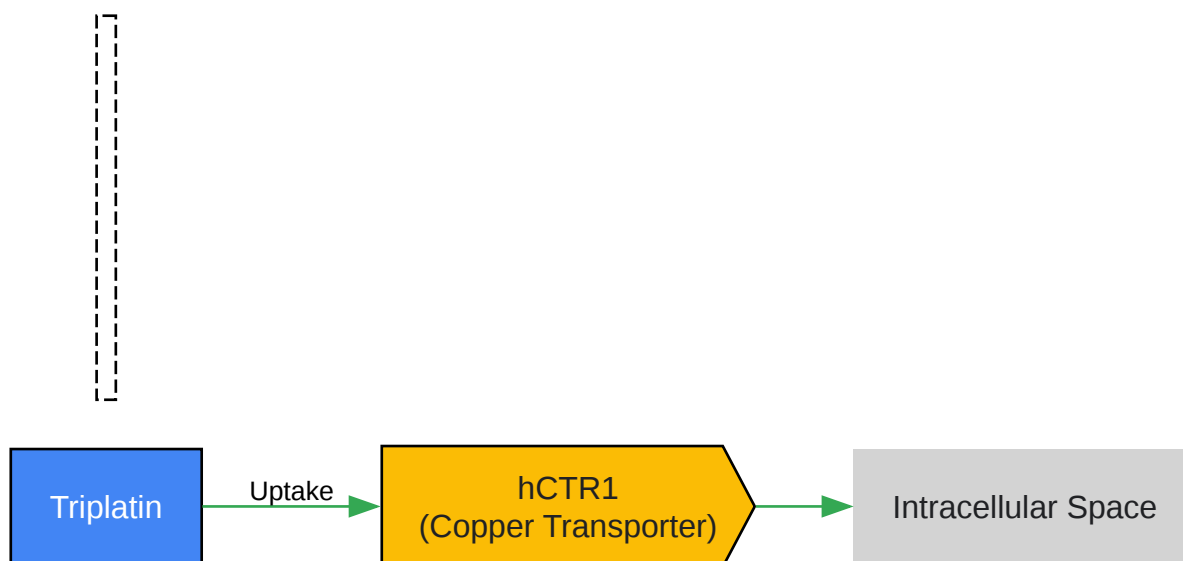 Triplatin
Uptake
hCTR1
(Copper Transporter)
Intracellular Space